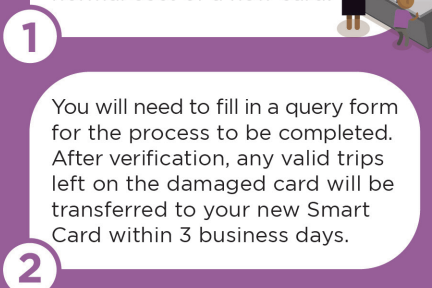 1
You will need to fill in a query form
for the process to be completed.
After verification, any valid trips
left on the damaged card will be
transferred to your new Smart
Card within 3 business days.
2